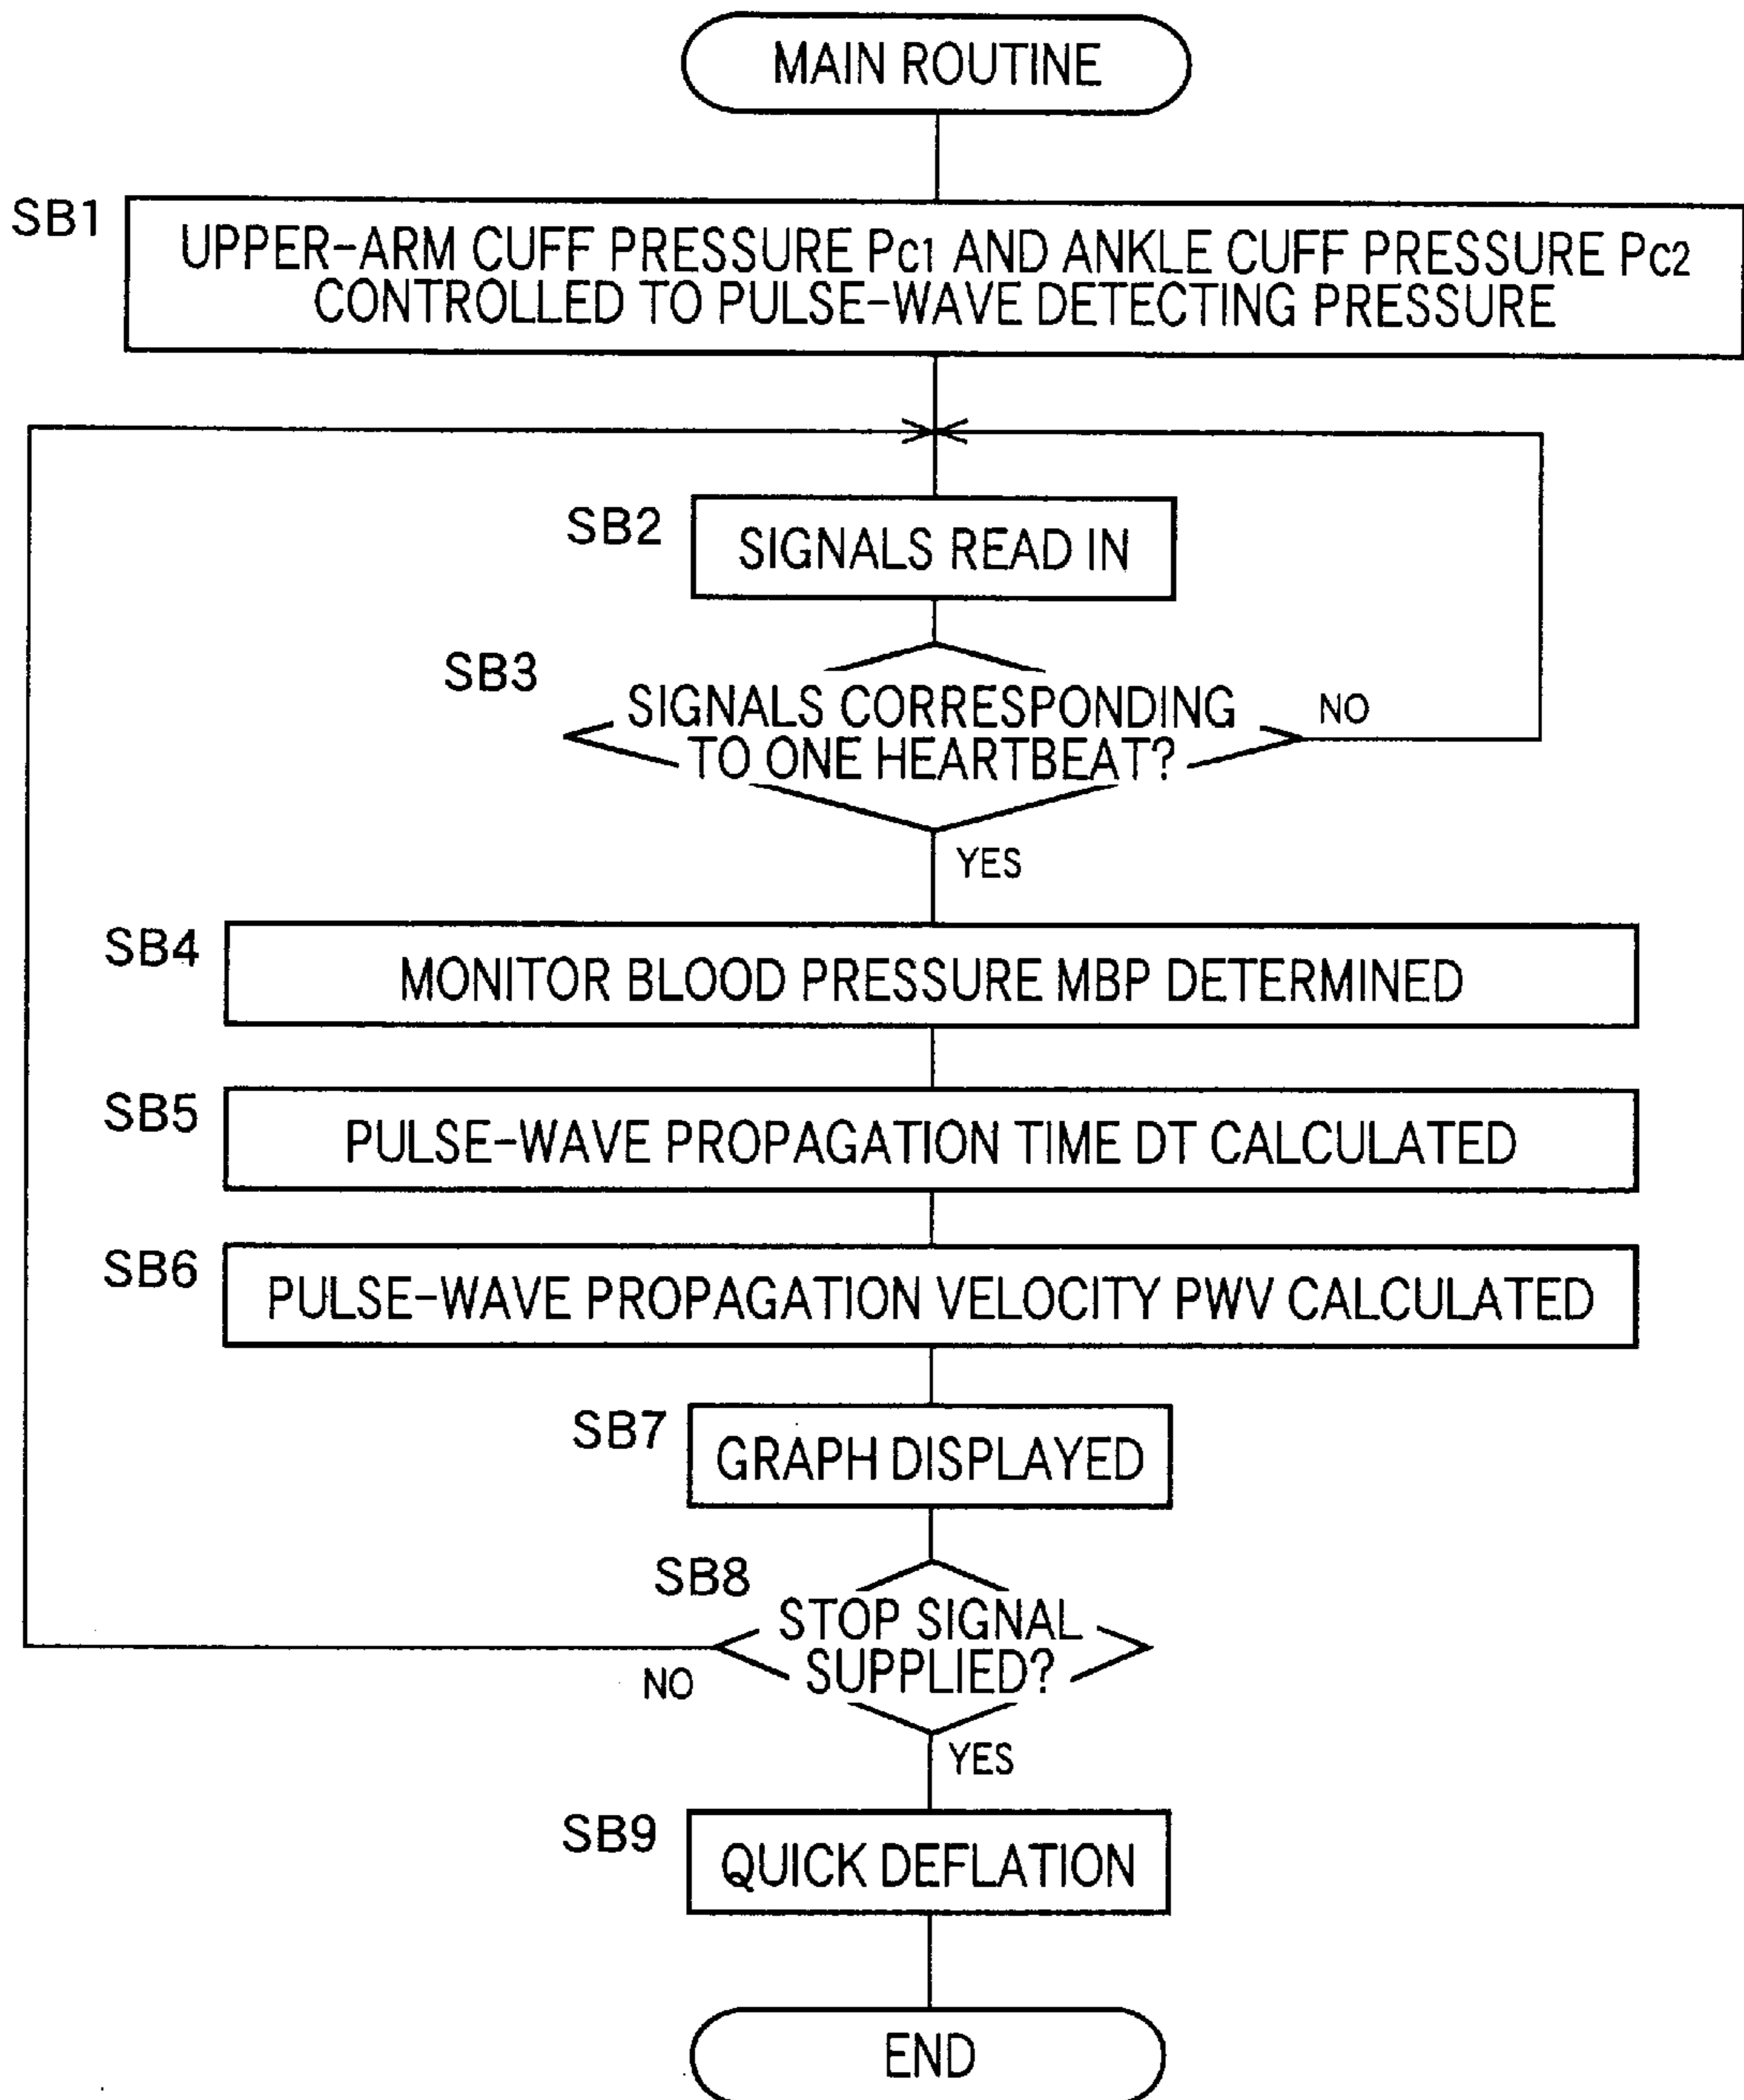 MAIN ROUTINE
SB1
UPPER-ARM CUFF PRESSURE Pc1 AND ANKLE CUFF PRESSURE Pc2
CONTROLLED TO PULSE-WAVE DETECTING PRESSURE
SB2
SIGNALS READ IN
SB3
SIGNALS CORRESPONDING
TO ONE HEARTBEAT?
NO
YES
SB4
MONITOR BLOOD PRESSURE MBP DETERMINED
SB5
PULSE-WAVE PROPAGATION TIME DT CALCULATED
SB6
PULSE-WAVE PROPAGATION VELOCITY PWV CALCULATED
SB7
GRAPH DISPLAYED
SB8
STOP SIGNAL
SUPPLIED?
NO
YES
SB9
QUICK DEFLATION
END